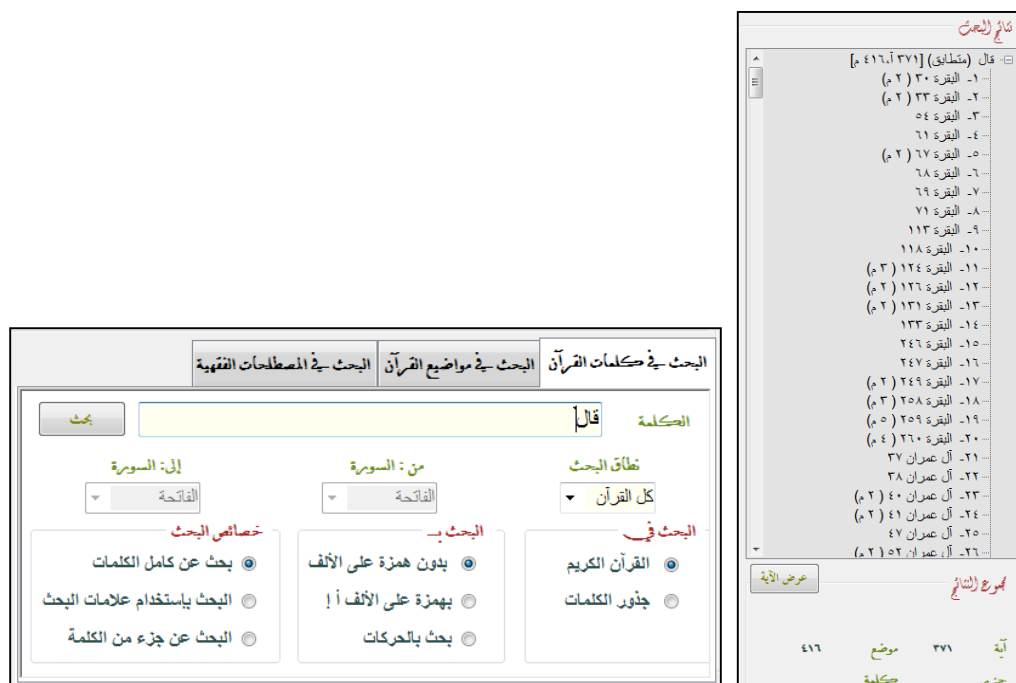 نتائج البحث
قال (متطابق) [٣٧١ آ، ٤١٦ م]
١- البقرة ٣٠ ( ٢ م)
٢- البقرة ٣٣ ( ٢ م)
٣- البقرة ٥٤
٤- البقرة ٦١
٥- البقرة ٦٧ ( ٢ م)
٦- البقرة ٦٨
٧- البقرة ٦٩
٨- البقرة ٧١
٩- البقرة ١١٣
١٠- البقرة ١١٨
١١- البقرة ١٢٤ ( ٣ م)
١٢- البقرة ١٢٦ ( ٢ م)
١٣- البقرة ١٣١ ( ٢ م)
١٤- البقرة ١٣٣
١٥- البقرة ٢٤٦
١٦- البقرة ٢٤٧
١٧- البقرة ٢٤٩ ( ٢ م)
١٨- البقرة ٢٥٨ ( ٣ م)
١٩- البقرة ٢٥٩ ( ٥ م)
٢٠- البقرة ٢٦٠ ( ٤ م)
٢١- آل عمران ٣٧
٢٢- آل عمران ٣٨
٢٣- آل عمران ٤٠ ( ٢ م)
٢٤- آل عمران ٤١ ( ٢ م)
٢٥- آل عمران ٤٧
٢٦- آل عمران ٥٢ ( ٢ م)
مجموع النتائج عرض الآية
آية ٣٧١ موضع ٤١٦
كلمة
البحث في كلمات القرآن البحث في مواضيع القرآن البحث في المصطلحات الفقهية
الكلمة قال بحث
نطاق البحث من : السورة إلى: السورة
كل القرآن الفاتحة الفاتحة
البحث في البحث بـ خصائص البحث
القرآن الكريم بدون همزة على الألف بحث عن كامل الكلمات
جذور الكلمات بهمزة على الألف أ إ البحث بإستخدام علامات البحث
بحث بالحركات البحث عن جزء من الكلمة